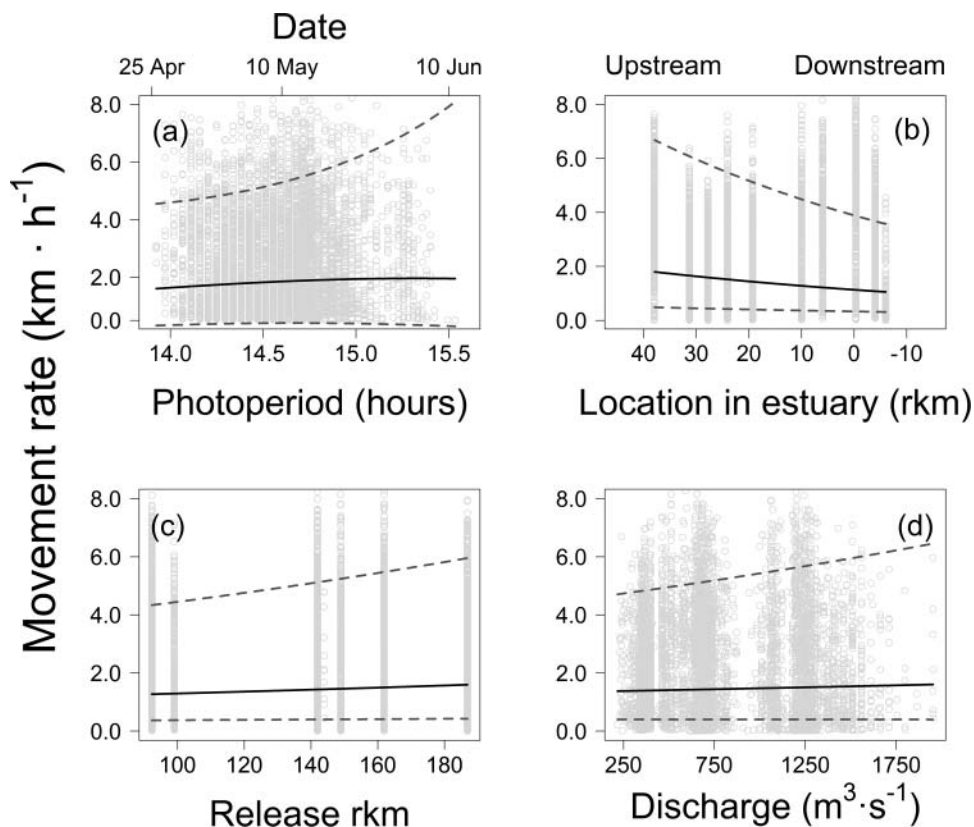 Date
25 Apr 10 May 10 Jun
Upstream Downstream
Movement rate (km · h⁻¹)
8.0
6.0
4.0
2.0
0.0
(a)
14.0 14.5 15.0 15.5
Photoperiod (hours)
8.0
6.0
4.0
2.0
0.0
(b)
40 30 20 10 0 -10
Location in estuary (rkm)
8.0
6.0
4.0
2.0
0.0
(c)
100 120 140 160 180
Release rkm
8.0
6.0
4.0
2.0
0.0
(d)
250 750 1250 1750
Discharge (m³·s⁻¹)